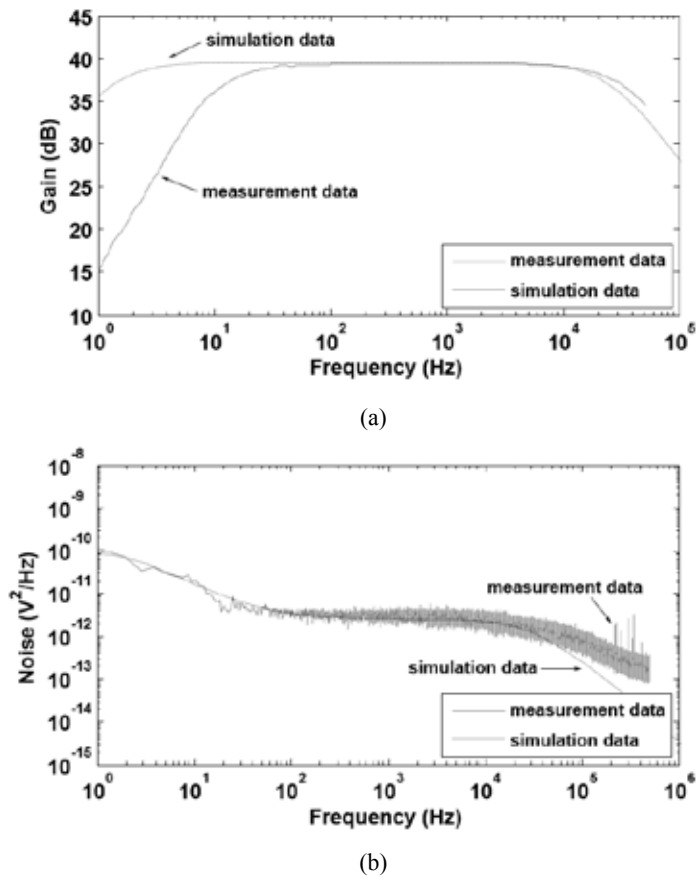 45
40
35
30
25
20
15
10
Gain (dB)
simulation data
measurement data
measurement data
simulation data
10^0 10^1 10^2 10^3 10^4 10^5
Frequency (Hz)
(a)
10^-8
10^-9
10^-10
10^-11
10^-12
10^-13
10^-14
10^-15
Noise (V^2/Hz)
measurement data
simulation data
measurement data
simulation data
10^0 10^1 10^2 10^3 10^4 10^5 10^6
Frequency (Hz)
(b)